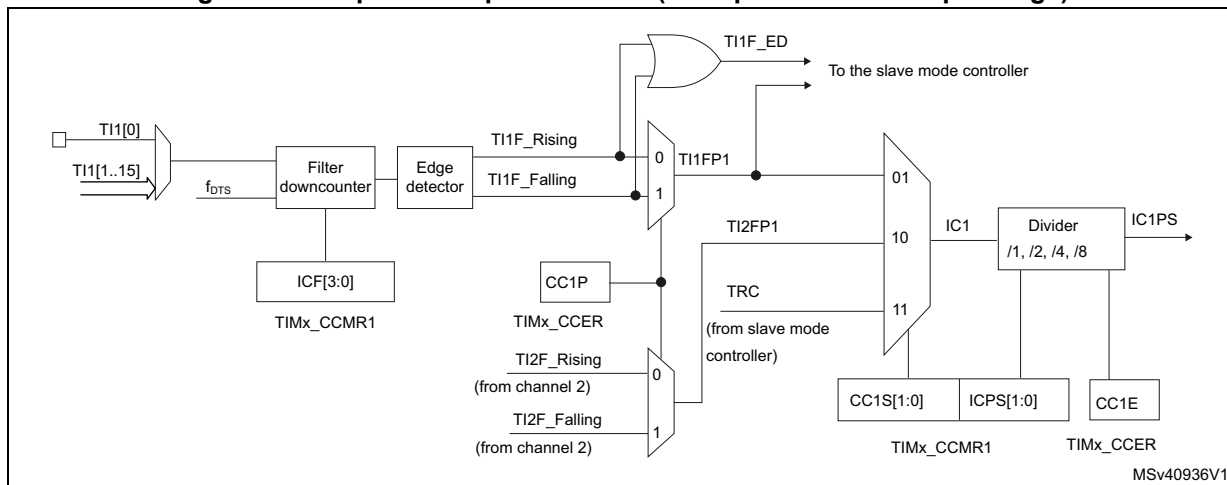 TI1F_ED
To the slave mode controller
TI1[0]
TI1[1..15]
fDTS
Filter
downcounter
Edge
detector
TI1F_Rising
TI1F_Falling
0
1
TI1FP1
01
TI2FP1
10
IC1
Divider
/1, /2, /4, /8
IC1PS
ICF[3:0]
TIMx_CCMR1
CC1P
TIMx_CCER
TRC
11
(from slave mode
controller)
TI2F_Rising
(from channel 2)
0
TI2F_Falling
(from channel 2)
1
CC1S[1:0]
ICPS[1:0]
CC1E
TIMx_CCMR1
TIMx_CCER
MSv40936V1